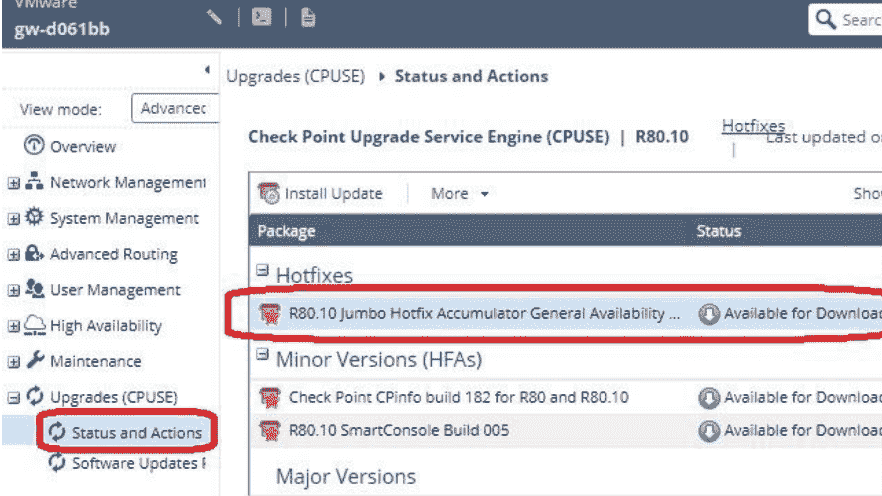 VMware
gw-d061bb
Searc
Upgrades (CPUSE) Status and Actions
View mode: Advanced
Overview
Network Management
System Management
Advanced Routing
User Management
High Availability
Maintenance
Upgrades (CPUSE)
Status and Actions
Software Updates P
Check Point Upgrade Service Engine (CPUSE) | R80.10
Hotfixes
|
Last updated o
Install Update
More
Sho
Package Status
Hotfixes
R80.10 Jumbo Hotfix Accumulator General Availability ... Available for Download
Minor Versions (HFAs)
Check Point CPinfo build 182 for R80 and R80.10 Available for Download
R80.10 SmartConsole Build 005 Available for Download
Major Versions